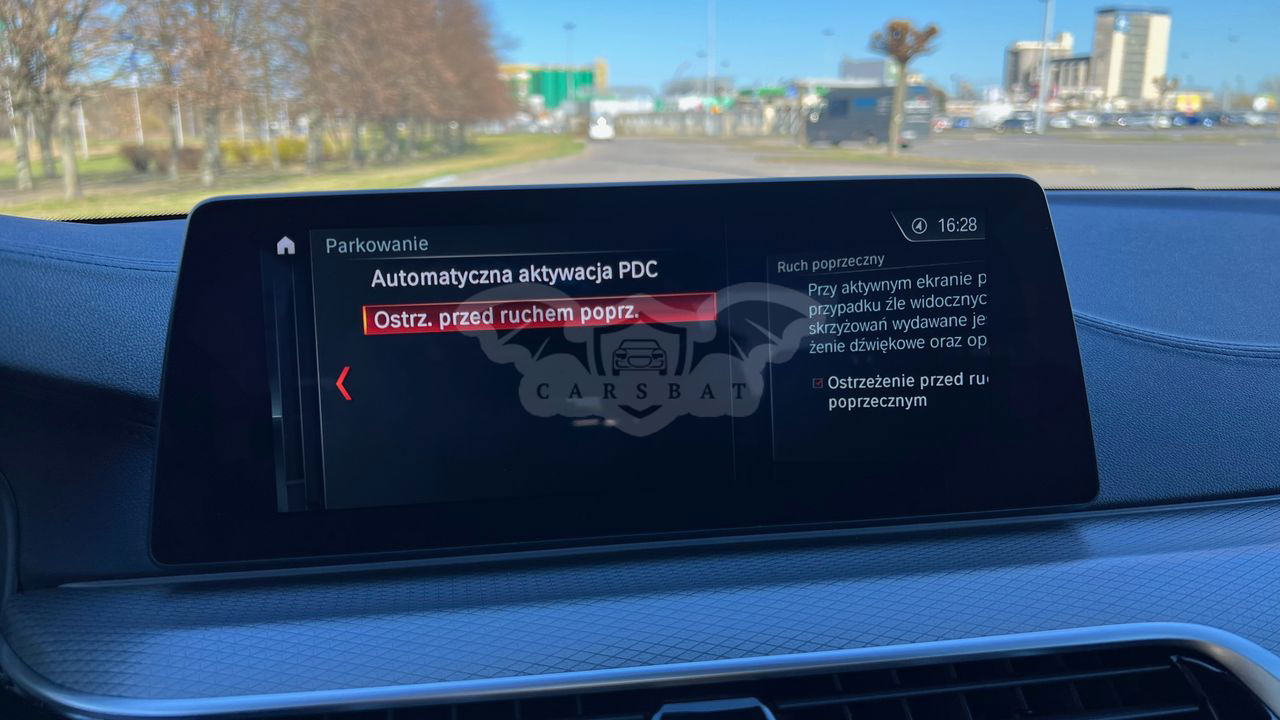 Parkowanie
16:28
Automatyczna aktywacja PDC
Ostrz. przed ruchem poprz.
Ruch poprzeczny
Przy aktywnym ekranie p
przypadku źle widocznyc
skrzyżowań wydawane je
żenie dźwiękowe oraz op
Ostrzeżenie przed ru
poprzecznym
CARSBAT